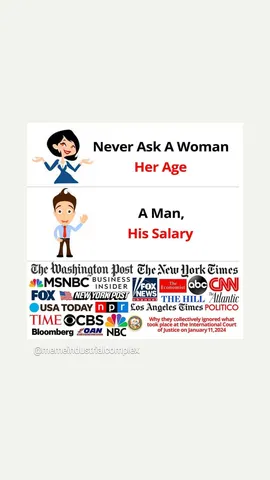 Never Ask A Woman
Her Age
A Man,
His Salary
The Washington Post The New York Times
MSNBC BUSINESS INSIDER FOX NEWS channel The Economist abc CNN
FOX NEW YORK POST THE HILL The Atlantic
USA TODAY npr Los Angeles Times POLITICO
TIME CBS NBC
Bloomberg OAN
Why they collectively ignored what
took place at the International Court
of Justice on January 11, 2024
@memeindustrialcomplex